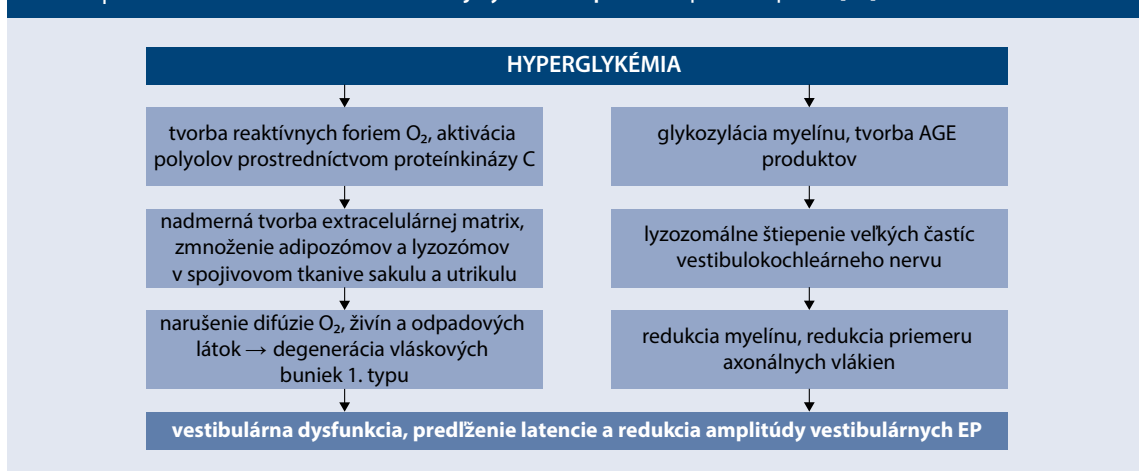 HYPERGLYKÉMIA
tvorba reaktívnych foriem O₂, aktivácia
polyolov prostredníctvom proteínkinázy C
nadmerná tvorba extracelulárnej matrix,
zmnoženie adipozómov a lyzozómov
v spojivovom tkanive sakulu a utrikulu
narušenie difúzie O₂, živín a odpadových
látok → degenerácia vláskových
buniek 1. typu
glykozylácia myelínu, tvorba AGE
produktov
lyzozomálne štiepenie veľkých častíc
vestibulokochleárneho nervu
redukcia myelínu, redukcia priemeru
axonálnych vlákien
vestibulárna dysfunkcia, predľženie latencie a redukcia amplitúdy vestibulárnych EP